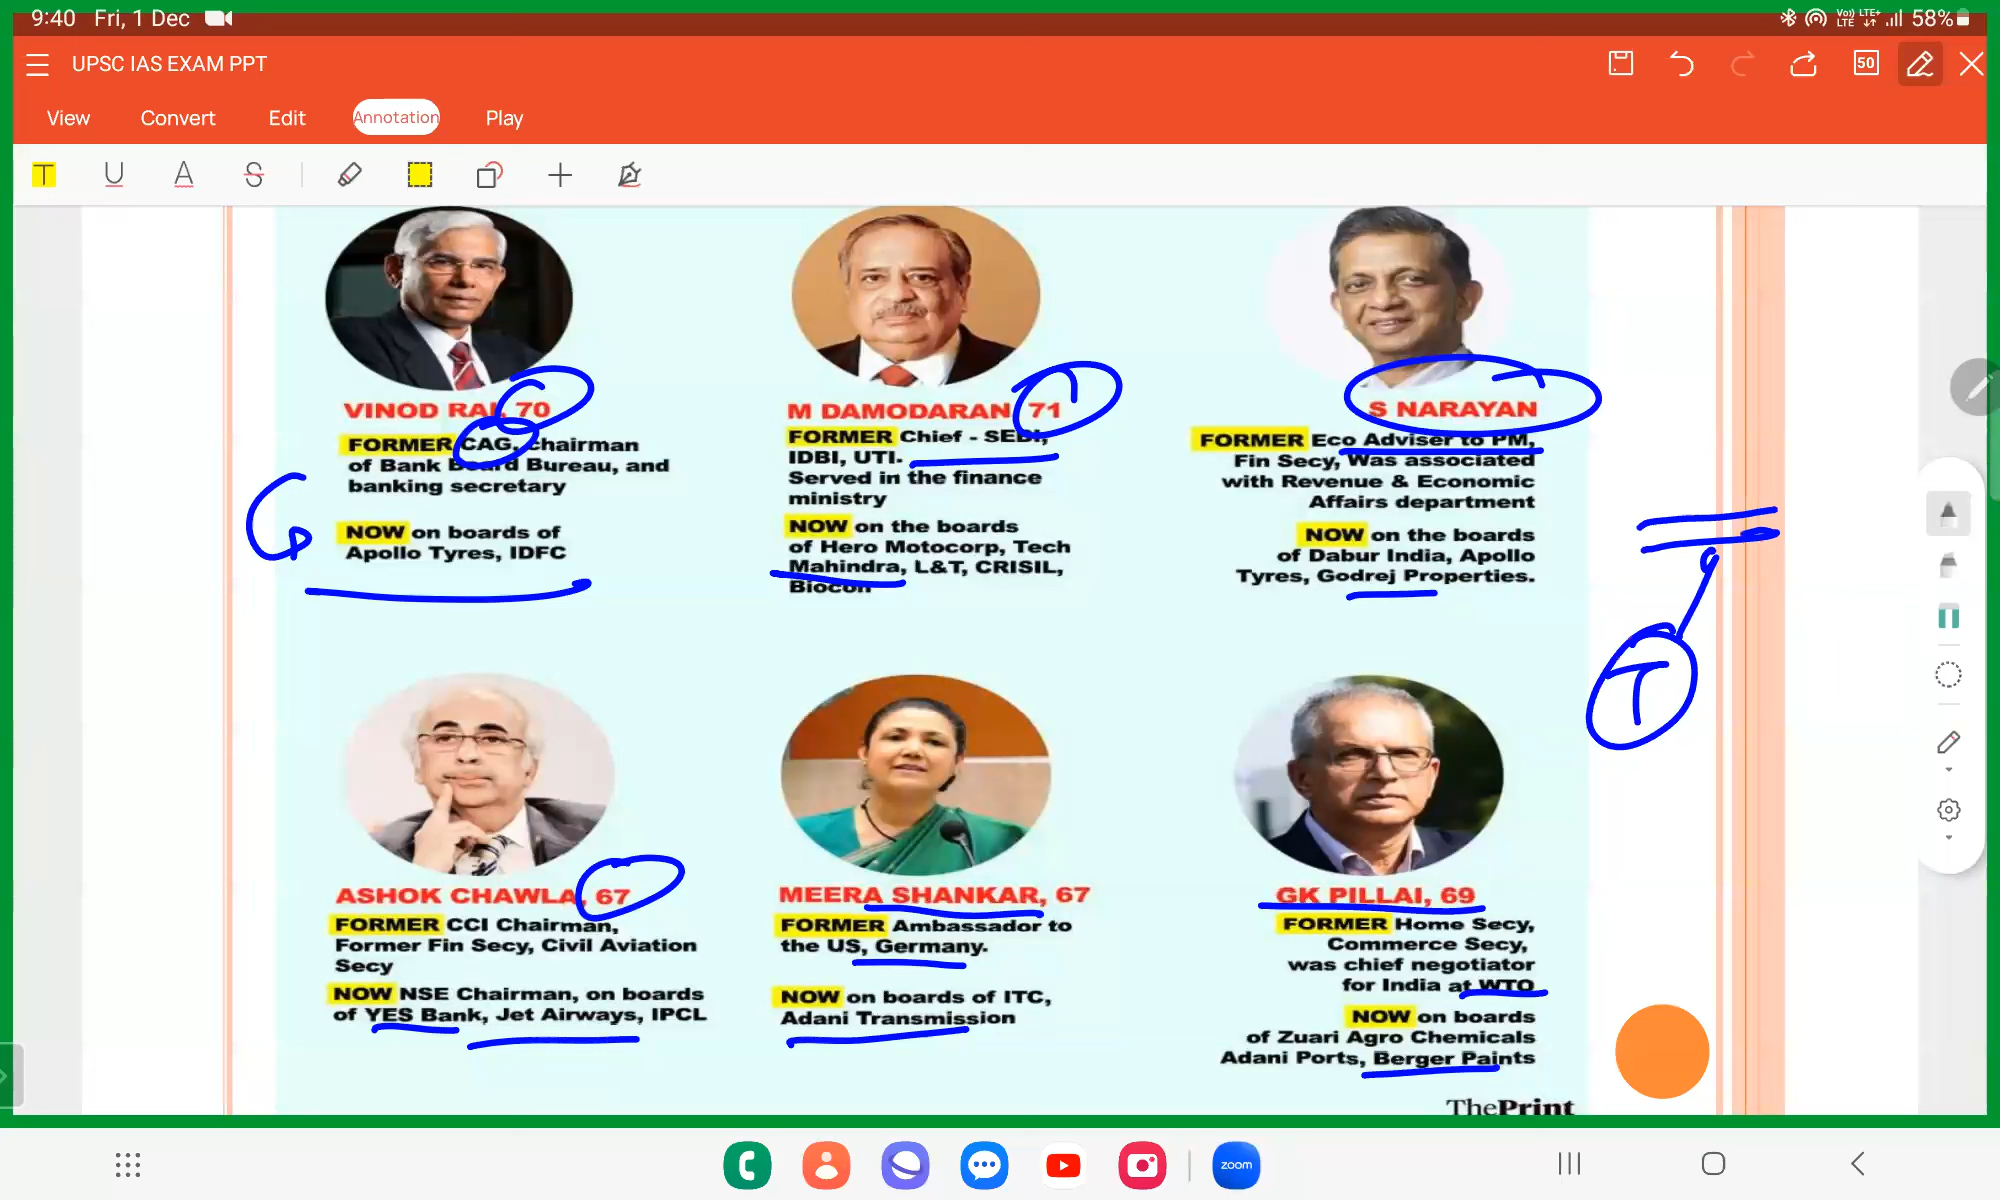 9:40 Fri, 1 Dec
Vo) LTE LTE+ 58%
UPSC IAS EXAM PPT
50
View Convert Edit Annotation Play
T U A S
VINOD RAI, 70
FORMER CAG, chairman
of Bank Board Bureau, and
banking secretary
NOW on boards of
Apollo Tyres, IDFC
M DAMODARAN, 71
FORMER Chief - SEBI,
IDBI, UTI.
Served in the finance
ministry
NOW on the boards
of Hero Motocorp, Tech
Mahindra, L&T, CRISIL,
Biocon
S NARAYAN
FORMER Eco Adviser to PM,
Fin Secy, Was associated
with Revenue & Economic
Affairs department
NOW on the boards
of Dabur India, Apollo
Tyres, Godrej Properties.
T
ASHOK CHAWLA, 67
FORMER CCI Chairman,
Former Fin Secy, Civil Aviation
Secy
NOW NSE Chairman, on boards
of YES Bank, Jet Airways, IPCL
MEERA SHANKAR, 67
FORMER Ambassador to
the US, Germany.
NOW on boards of ITC,
Adani Transmission
GK PILLAI, 69
FORMER Home Secy,
Commerce Secy,
was chief negotiator
for India at WTO
NOW on boards
of Zuari Agro Chemicals
Adani Ports, Berger Paints
ThePrint
zoom